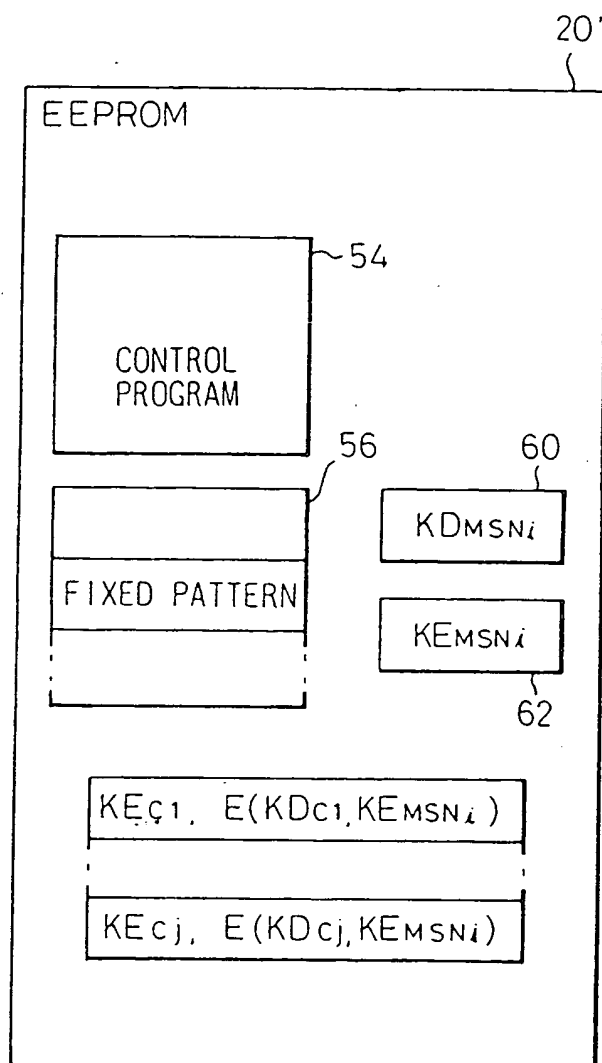 20'
EEPROM
54
CONTROL
PROGRAM
56
60
KDMSNi
FIXED PATTERN
KEMSNi
62
KEC1, E(KDC1,KEMSNi)
KECj, E(KDCj,KEMSNi)